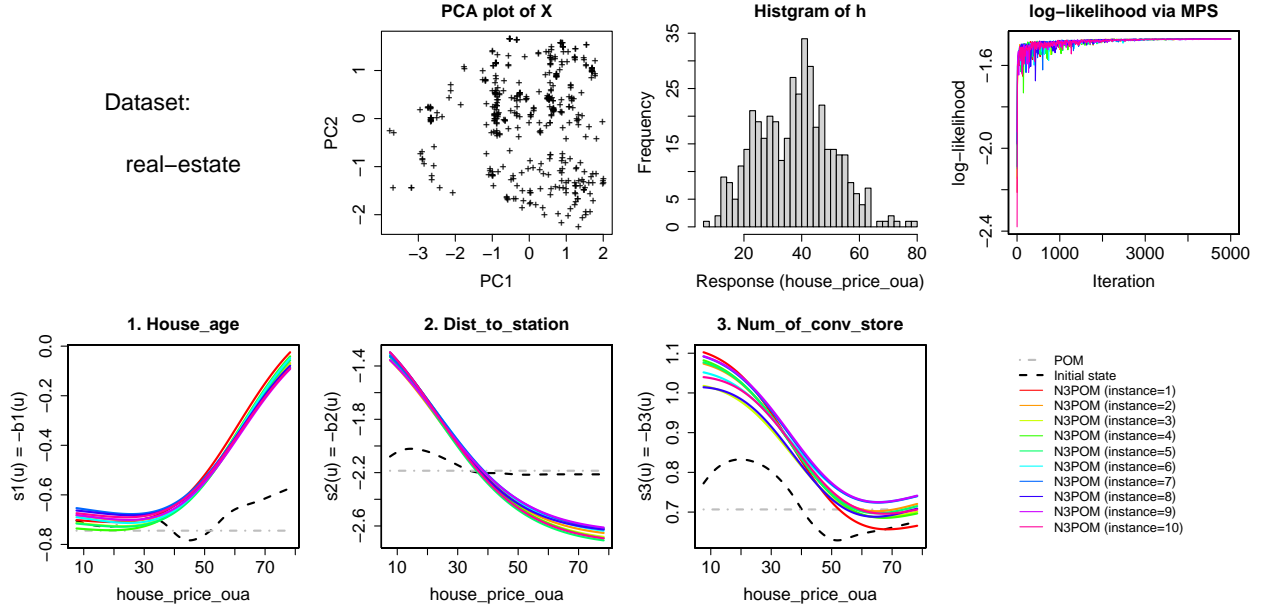 PCA plot of X
Histgram of h
log−likelihood via MPS
Dataset:
real−estate
PC2
−2 −1 0 1
−3 −2 −1 0 1 2
PC1
Frequency
0 5 15 25 35
20 40 60 80
Response (house_price_oua)
log−likelihood
−2.4 −2.0 −1.6
0 1000 3000 5000
Iteration
1. House_age
2. Dist_to_station
3. Num_of_conv_store
s1(u) = −b1(u)
−0.8 −0.6 −0.4 −0.2 0.0
10 30 50 70
house_price_oua
s2(u) = −b2(u)
−2.6 −2.2 −1.8 −1.4
10 30 50 70
house_price_oua
s3(u) = −b3(u)
0.7 0.8 0.9 1.0 1.1
10 30 50 70
house_price_oua
POM
Initial state
N3POM (instance=1)
N3POM (instance=2)
N3POM (instance=3)
N3POM (instance=4)
N3POM (instance=5)
N3POM (instance=6)
N3POM (instance=7)
N3POM (instance=8)
N3POM (instance=9)
N3POM (instance=10)